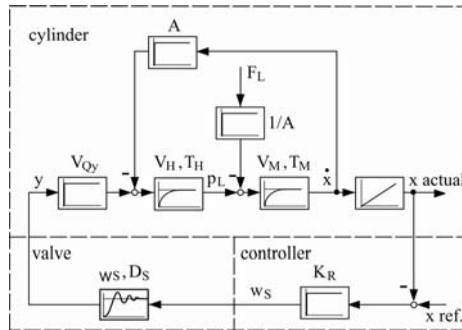 A
cylinder
F_L
1/A
V_Qy
V_H, T_H
V_M, T_M
y
-
p_L
-
ẋ
x actual
valve
controller
w_S, D_S
w_S
K_R
-
x ref.